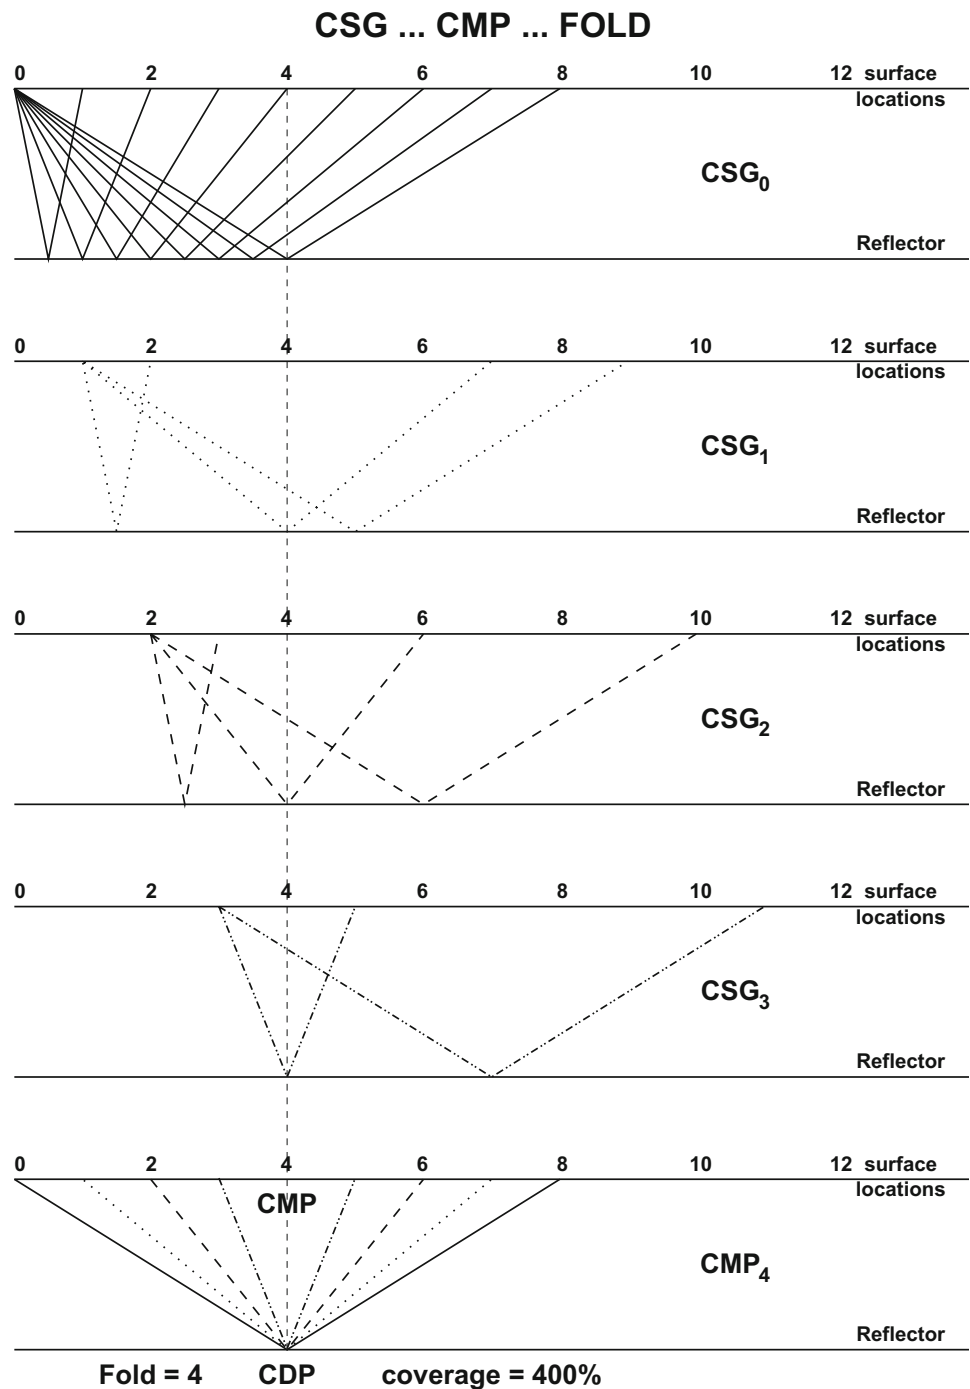 CSG ... CMP ... FOLD
0 2 4 6 8 10 12 surface
locations
CSG0
Reflector
0 2 4 6 8 10 12 surface
locations
CSG1
Reflector
0 2 4 6 8 10 12 surface
locations
CSG2
Reflector
0 2 4 6 8 10 12 surface
locations
CSG3
Reflector
0 2 4 6 8 10 12 surface
locations
CMP
CMP4
Reflector
Fold = 4 CDP coverage = 400%